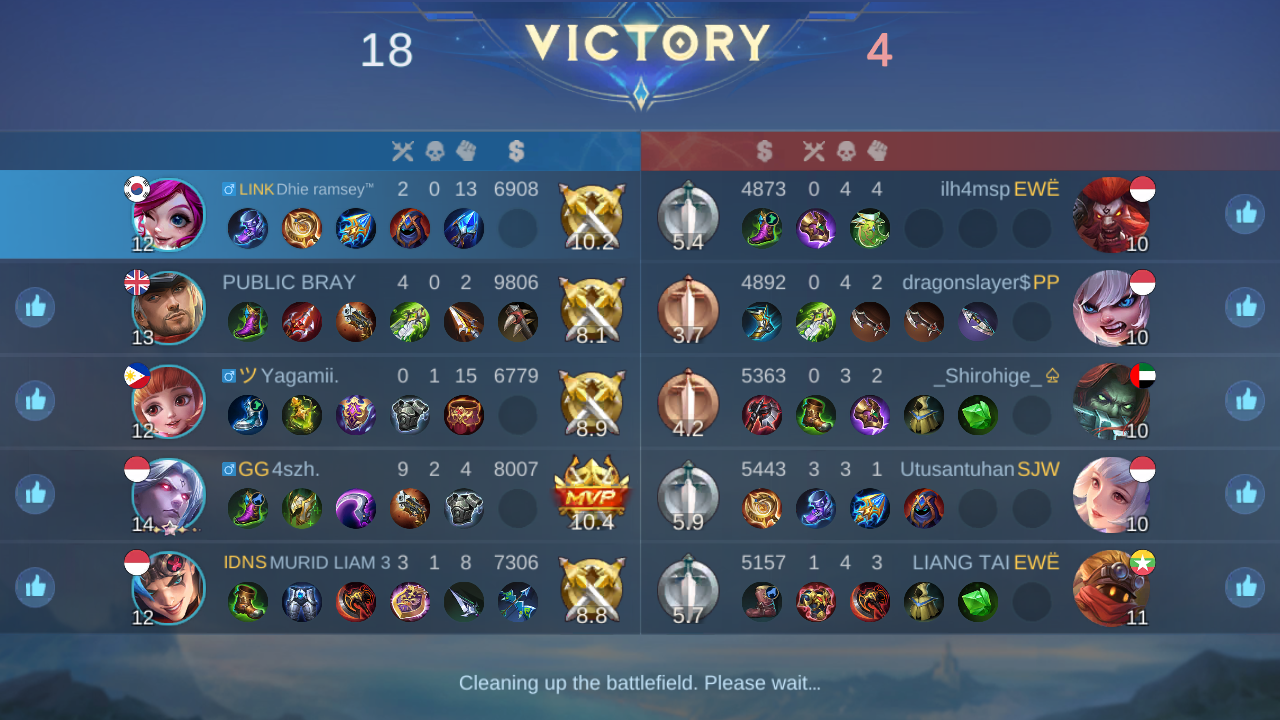 18 VICTORY 4
LINK Dhie ramsey™ 2 0 13 6908
12 10.2
4873 0 4 4 ilh4msp EWË
5.4 10
PUBLIC BRAY 4 0 2 9806
13 8.1
4892 0 4 2 dragonslayer$ PP
3.7 10
ツ Yagamii. 0 1 15 6779
12 8.9
5363 0 3 2 _Shirohige_
4.2 10
GG 4szh. 9 2 4 8007
14 MVP 10.4
5443 3 3 1 Utusantuhan SJW
5.9 10
IDNS MURID LIAM 3 3 1 8 7306
12 8.8
5157 1 4 3 LIANG TAI EWË
5.7 11
Cleaning up the battlefield. Please wait...